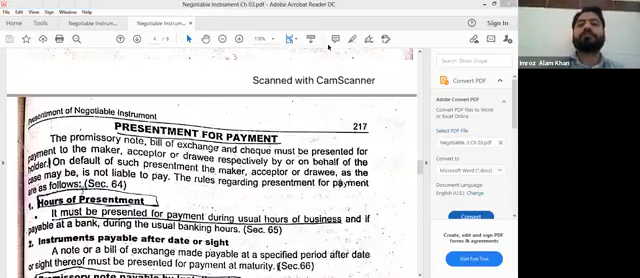 Negotiable Instrument Ch 03.pdf - Adobe Acrobat Reader DC
File Edit View Window Help
Home
Tools
Negotiable Instrum...
Negotiable Instrum...
Sign In
118%
Imroz Alam Khan
Scanned with CamScanner
Presentment of Negotiable Instrument
217
PRESENTMENT FOR PAYMENT
The promissory note, bill of exchange and cheque must be presented for
payment to the maker, acceptor or drawee respectively by or on behalf of the
holder. On default of such presentment the maker, acceptor or drawee, as the
case may be, is not liable to pay. The rules regarding presentment for payment
are as follows: (Sec. 64)
1. Hours of Presentment
It must be presented for payment during usual hours of business and if
payable at a bank, during the usual banking hours. (Sec. 65)
2. Instruments payable after date or sight
A note or a bill of exchange made payable at a specified period after date
or sight thereof must be presented for payment at maturity. (Sec.66)
Convert PDF
Adobe Convert PDF
Convert PDF Files to Word
or Excel Online
Select PDF File
Negotiable...t Ch 03.pdf
Convert to
Microsoft Word (*.docx)
Document Language:
English (U.S.) Change
Convert
Create, edit and sign PDF
forms & agreements
Start Free Trial